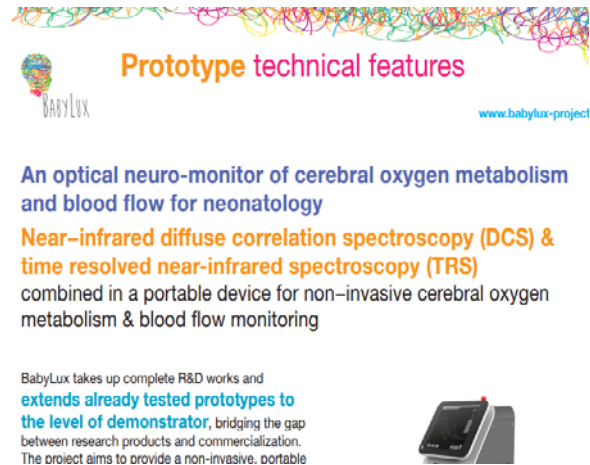 Prototype technical features
BABYLUX
www.babylux-project
An optical neuro-monitor of cerebral oxygen metabolism
and blood flow for neonatology
Near–infrared diffuse correlation spectroscopy (DCS) &
time resolved near-infrared spectroscopy (TRS)
combined in a portable device for non–invasive cerebral oxygen
metabolism & blood flow monitoring
BabyLux takes up complete R&D works and
extends already tested prototypes to
the level of demonstrator, bridging the gap
between research products and commercialization.
The project aims to provide a non-invasive, portable